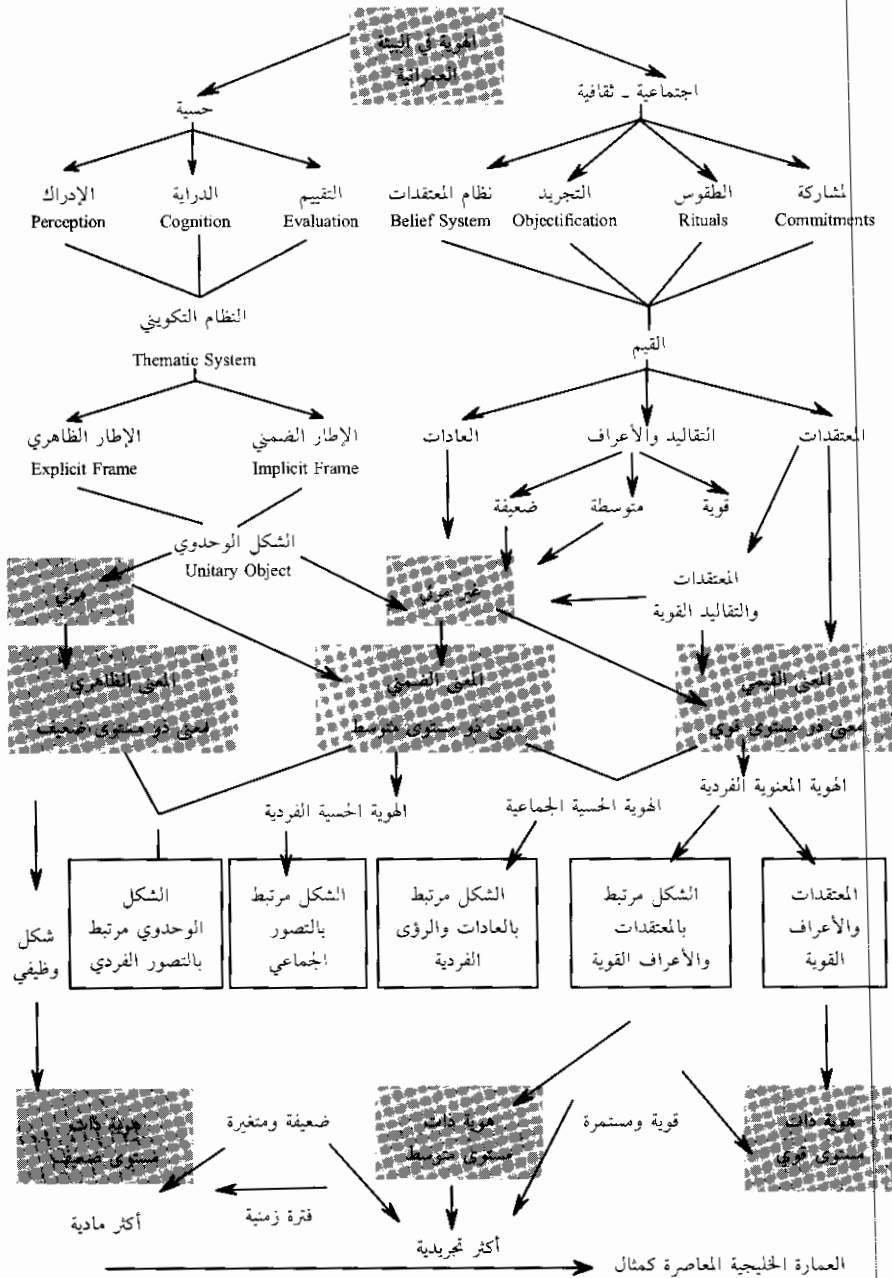 الهوية في البيئة
العمرانية
اجتماعية - ثقافية
حسية
مشاركة
Commitments
الطقوس
Rituals
التجريد
Objectification
نظام المعتقدات
Belief System
التقييم
Evaluation
الدراية
Cognition
الإدراك
Perception
النظام التكويني
Thematic System
القيم
المعتقدات
التقاليد والأعراف
العادات
الإطار الضمني
Implicit Frame
الإطار الظاهري
Explicit Frame
قوية
متوسطة
ضعيفة
الشكل الوحدوي
Unitary Object
المعتقدات
والتقاليد القوية
غير مرئي
مرئي
المعنى القيمي
معنى ذو مستوى قوي
المعنى الضمني
معنى ذو مستوى متوسط
المعنى الظاهري
معنى ذو مستوى ضعيف
الهوية المعنوية الفردية
الهوية الحسية الجماعية
الهوية الحسية الفردية
المعتقدات
والأعراف
القوية
الشكل مرتبط
بالمعتقدات
والأعراف القوية
الشكل مرتبط
بالعادات والرؤى
الفردية
الشكل مرتبط
بالتصور
الجماعي
الشكل
الوحدوي مرتبط
بالتصور الفردي
شكل
وظيفي
هوية ذات
مستوى قوي
قوية ومستمرة
هوية ذات
مستوى متوسط
ضعيفة ومتغيرة
هوية ذات
مستوى ضعيف
فترة زمنية
أكثر مادية
أكثر تجريدية
العمارة الخليجية المعاصرة كمثال